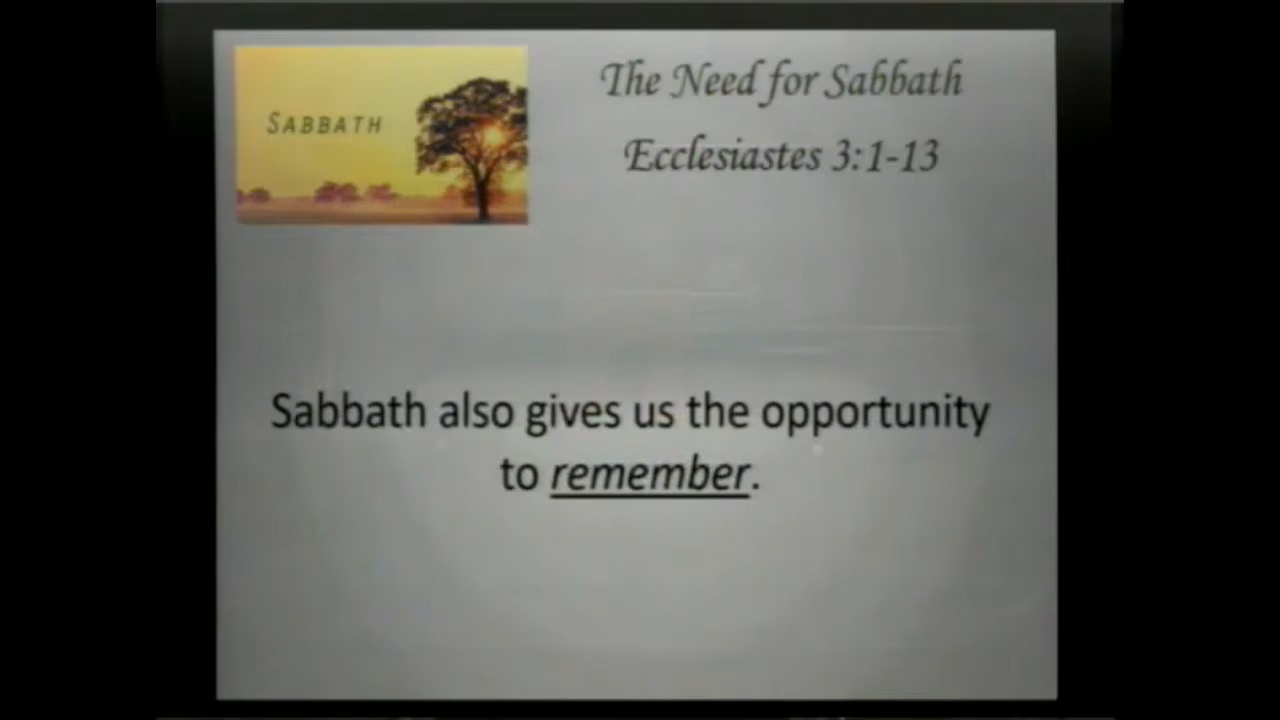 SABBATH
The Need for Sabbath
Ecclesiastes 3:1-13
Sabbath also gives us the opportunity
to remember.